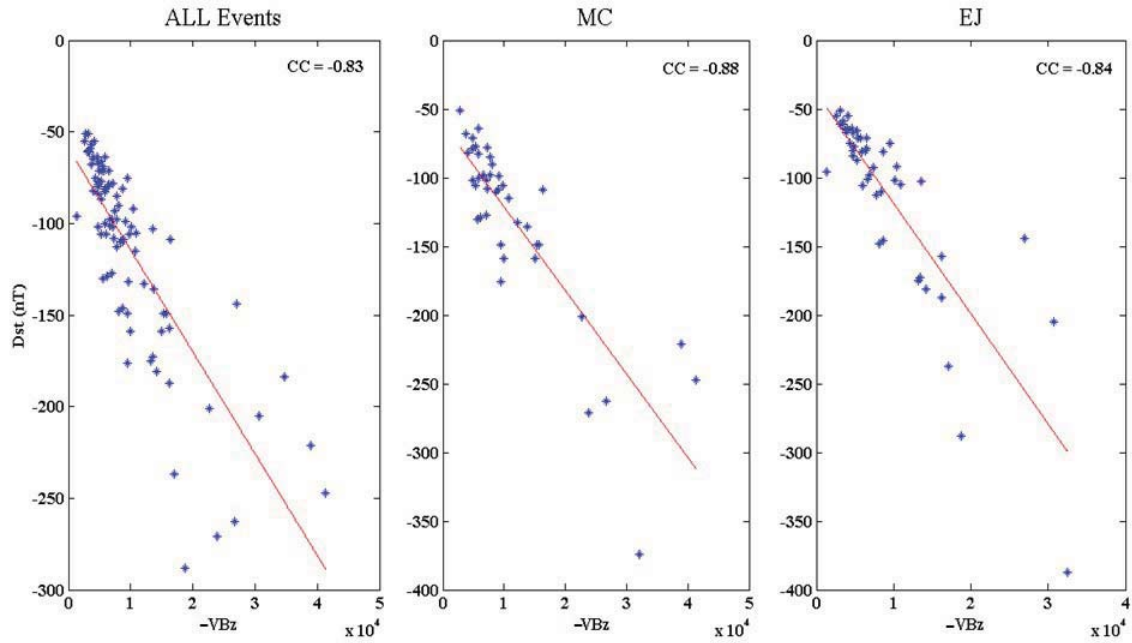 ALL Events
MC
EJ
CC = -0.83
CC = -0.88
CC = -0.84
Dst (nT)
0
-50
-100
-150
-200
-250
-300
0
-50
-100
-150
-200
-250
-300
-350
-400
0
-50
-100
-150
-200
-250
-300
-350
-400
0 1 2 3 4 5
0 1 2 3 4 5
0 1 2 3 4
-VBz
x 10^4
-VBz
x 10^4
-VBz
x 10^4